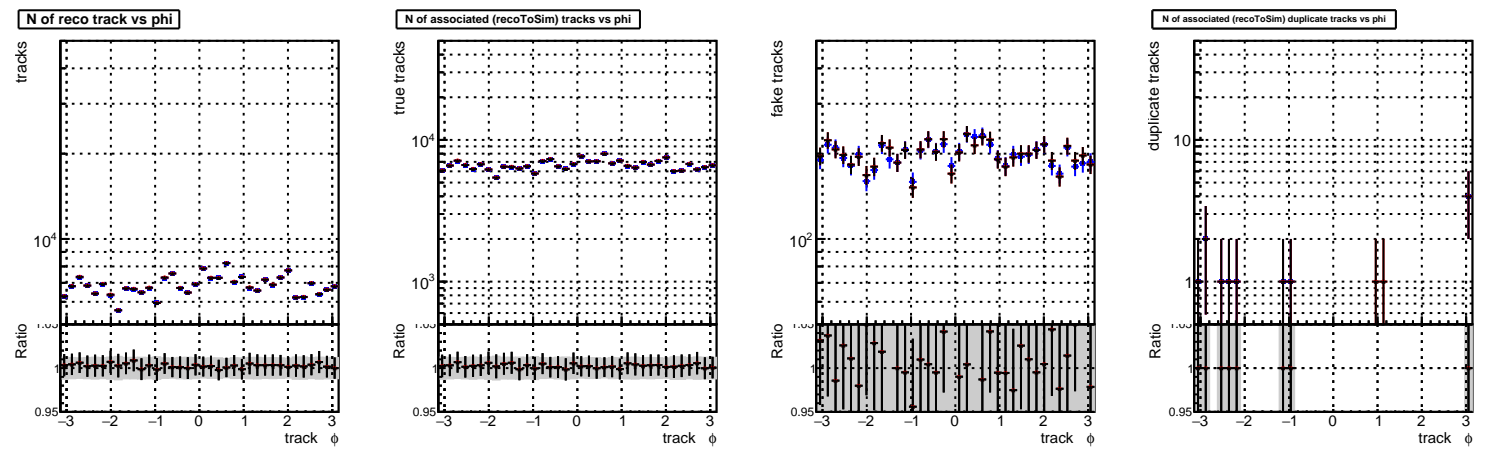 N of reco track vs phi
tracks
10⁴
Ratio
1
0.95
−3 −2 −1 0 1 2 3
track ϕ
N of associated (recoToSim) tracks vs phi
true tracks
10⁴
10³
Ratio
1
0.95
−3 −2 −1 0 1 2 3
track ϕ
fake tracks
10²
Ratio
1
0.95
−3 −2 −1 0 1 2 3
track ϕ
N of associated (recoToSim) duplicate tracks vs phi
duplicate tracks
10
1
Ratio
1
0.95
−3 −2 −1 0 1 2 3
track ϕ